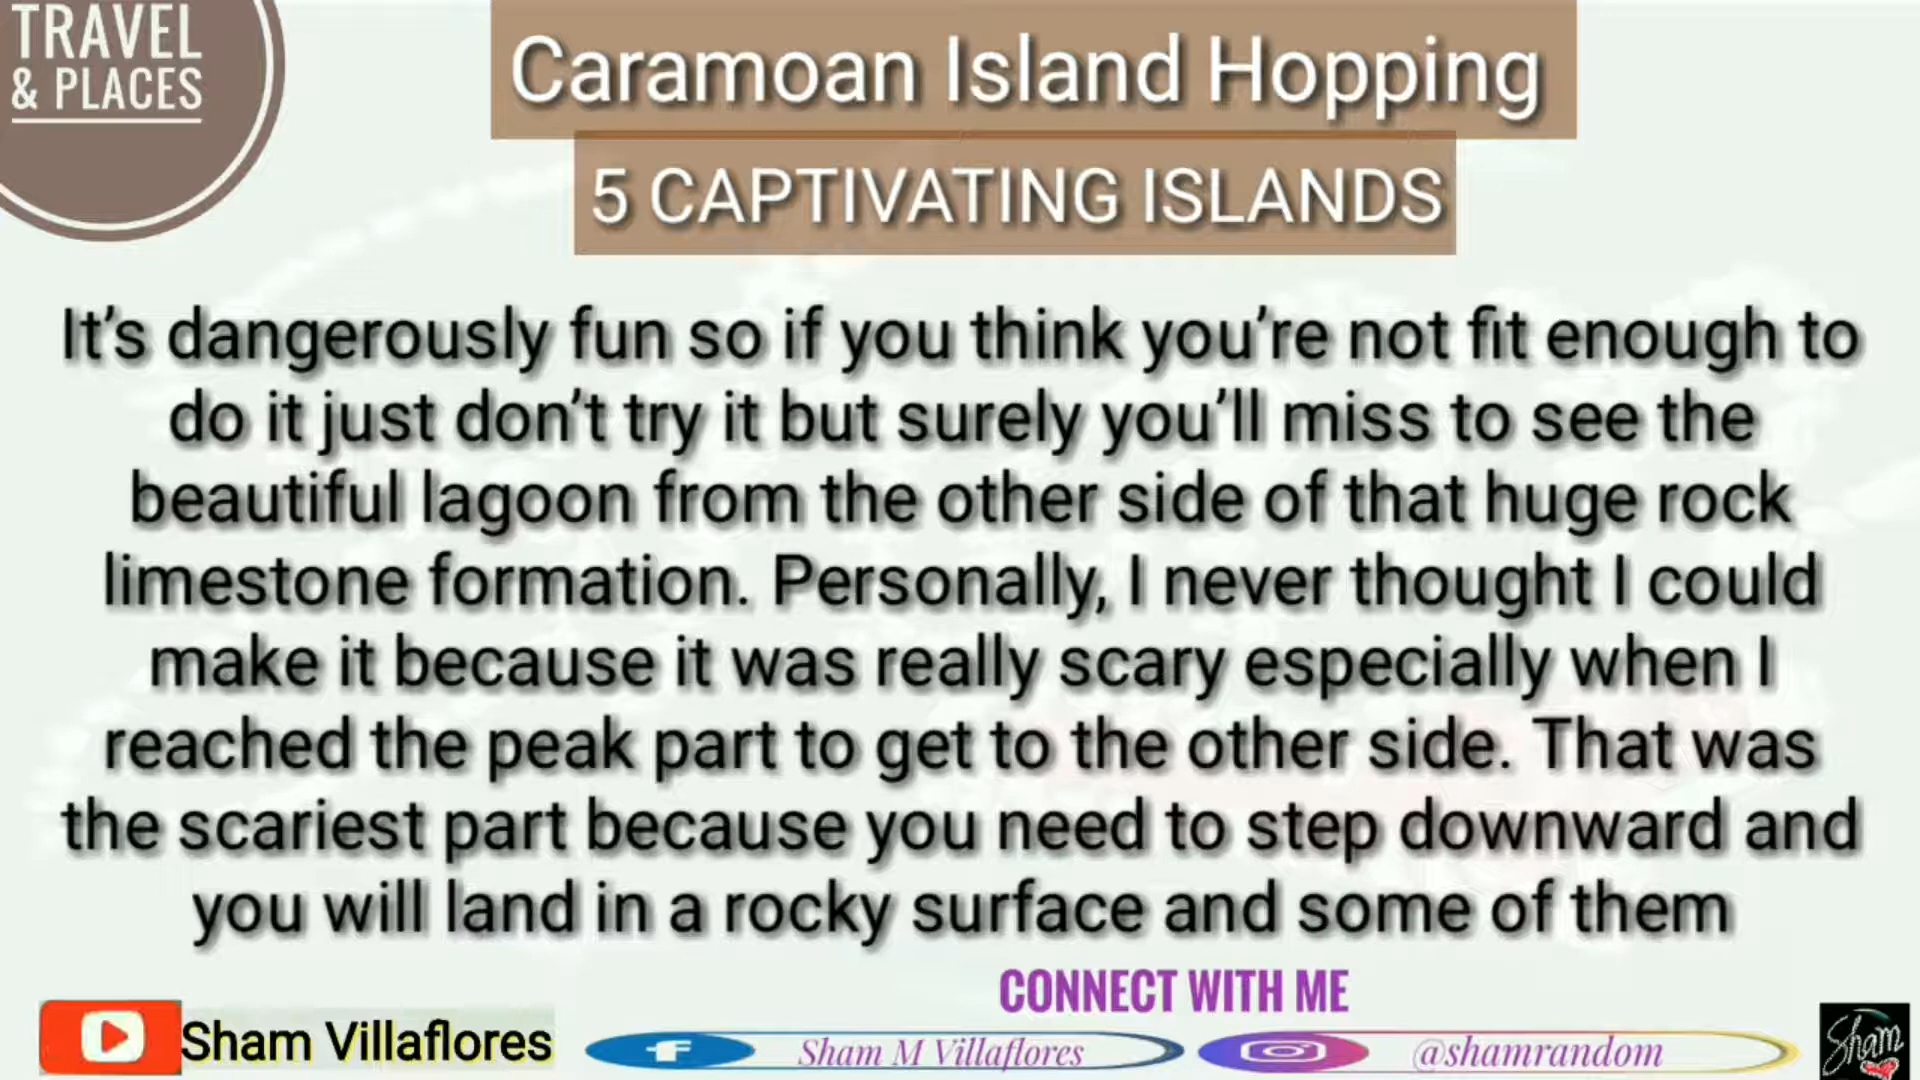 TRAVEL
& PLACES
Caramoan Island Hopping
5 CAPTIVATING ISLANDS
It’s dangerously fun so if you think you’re not fit enough to
do it just don’t try it but surely you’ll miss to see the
beautiful lagoon from the other side of that huge rock
limestone formation. Personally, I never thought I could
make it because it was really scary especially when I
reached the peak part to get to the other side. That was
the scariest part because you need to step downward and
you will land in a rocky surface and some of them
CONNECT WITH ME
Sham Villaflores
Sham M Villaflores
@shamrandom
Sham